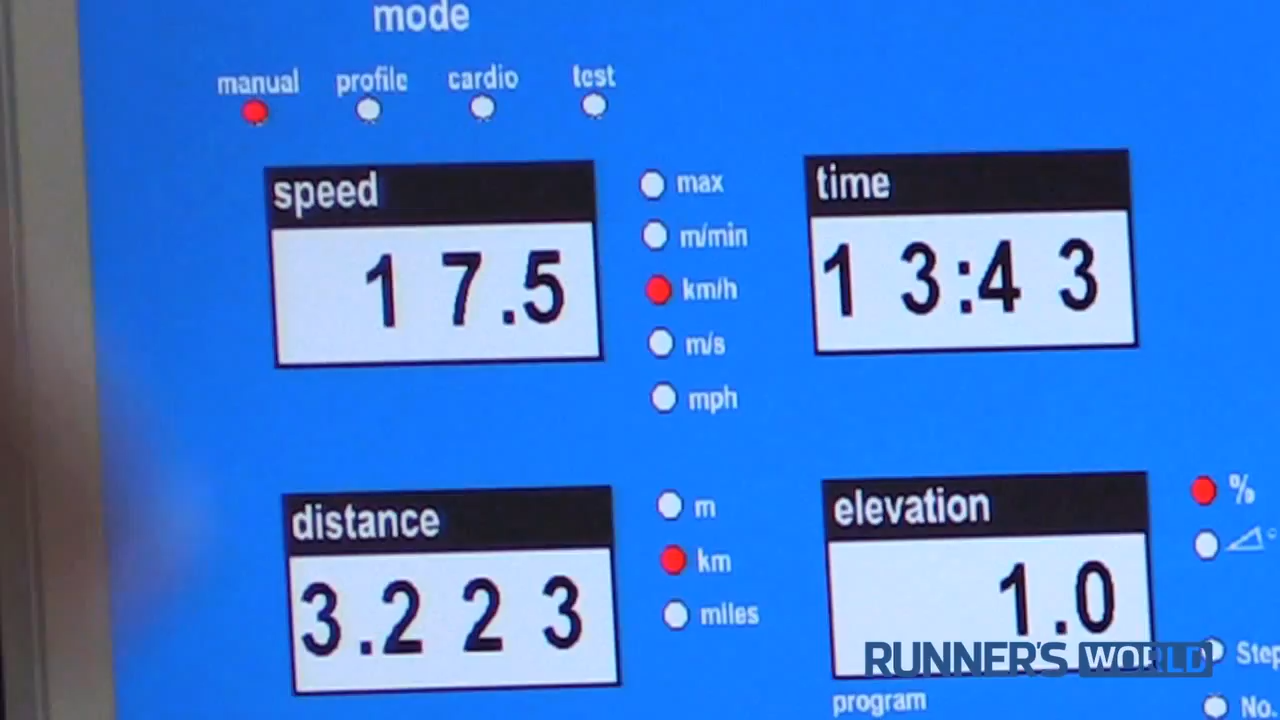 mode
manual profile cardio test
speed
17.5
max
m/min
km/h
m/s
mph
time
13:43
distance
3.223
m
km
miles
elevation
1.0
%
RUNNER'S WORLD
Step
program
No.